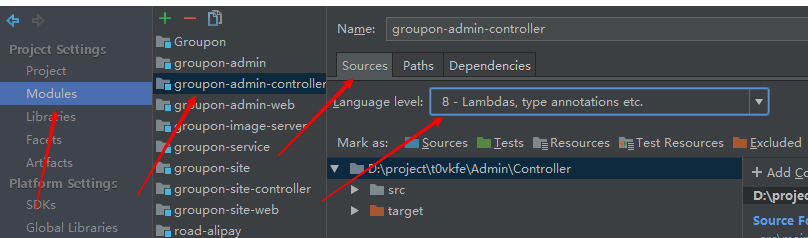 Project Settings
Project
Modules
Libraries
Facets
Artifacts
Platform Settings
SDKs
Global Libraries
Groupon
groupon-admin
groupon-admin-controller
groupon-admin-web
groupon-image-server
groupon-service
groupon-site
groupon-site-controller
groupon-site-web
road-alipay
Name: groupon-admin-controller
Sources Paths Dependencies
Language level: 8 - Lambdas, type annotations etc.
Mark as: Sources Tests Resources Test Resources Excluded
D:\project\t0vkfe\Admin\Controller
src
target
+ Add Co
D:\projec
Source Fo